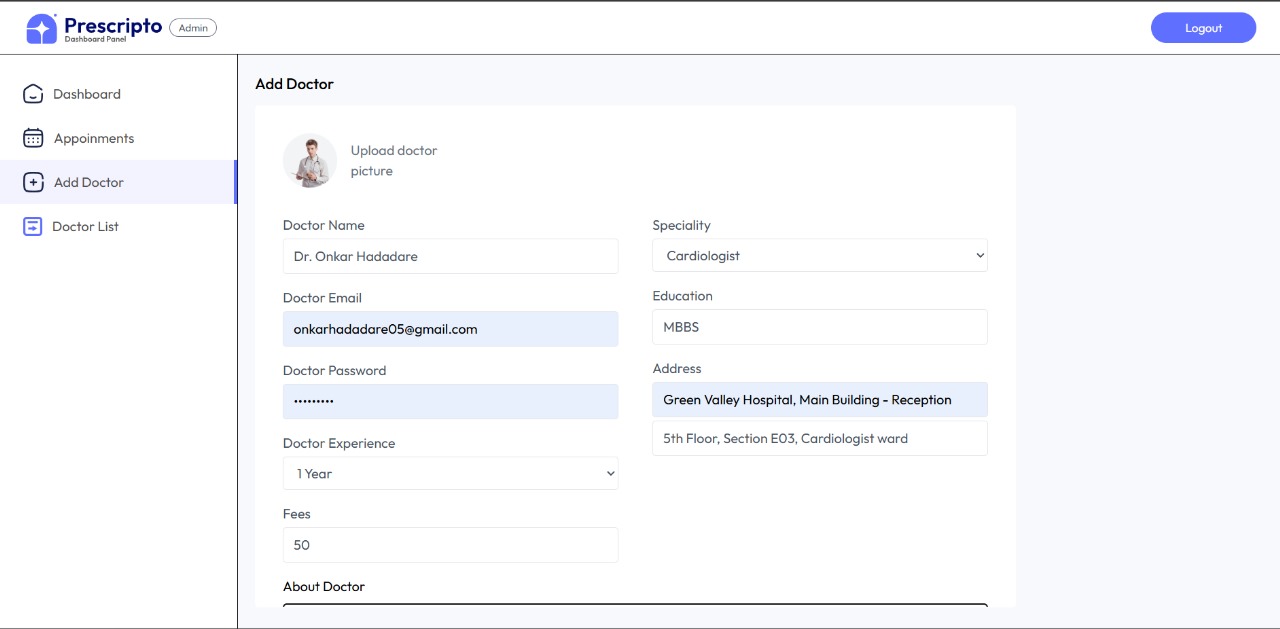 Prescripto
Dashboard Panel
Admin
Logout
Dashboard
Appoinments
Add Doctor
Doctor List
Add Doctor
Upload doctor
picture
Doctor Name
Dr. Onkar Hadadare
Doctor Email
onkarhadadare05@gmail.com
Doctor Password
•••••••••
Doctor Experience
1 Year
Fees
50
Speciality
Cardiologist
Education
MBBS
Address
Green Valley Hospital, Main Building - Reception
5th Floor, Section E03, Cardiologist ward
About Doctor